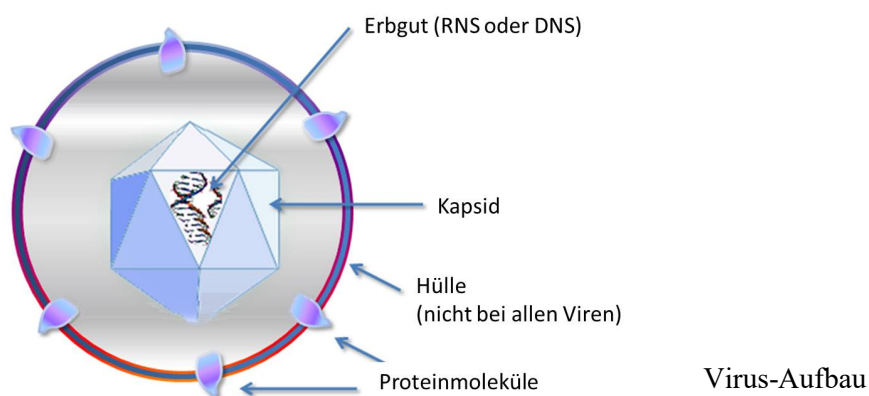 Erbgut (RNS oder DNS)
Kapsid
Hülle
(nicht bei allen Viren)
Proteinmoleküle
Virus-Aufbau